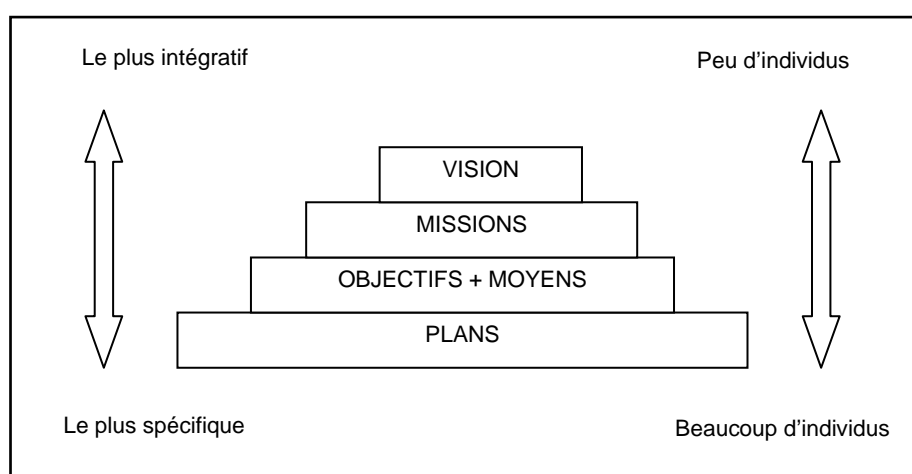 Le plus intégratif
Peu d'individus
VISION
MISSIONS
OBJECTIFS + MOYENS
PLANS
Le plus spécifique
Beaucoup d'individus